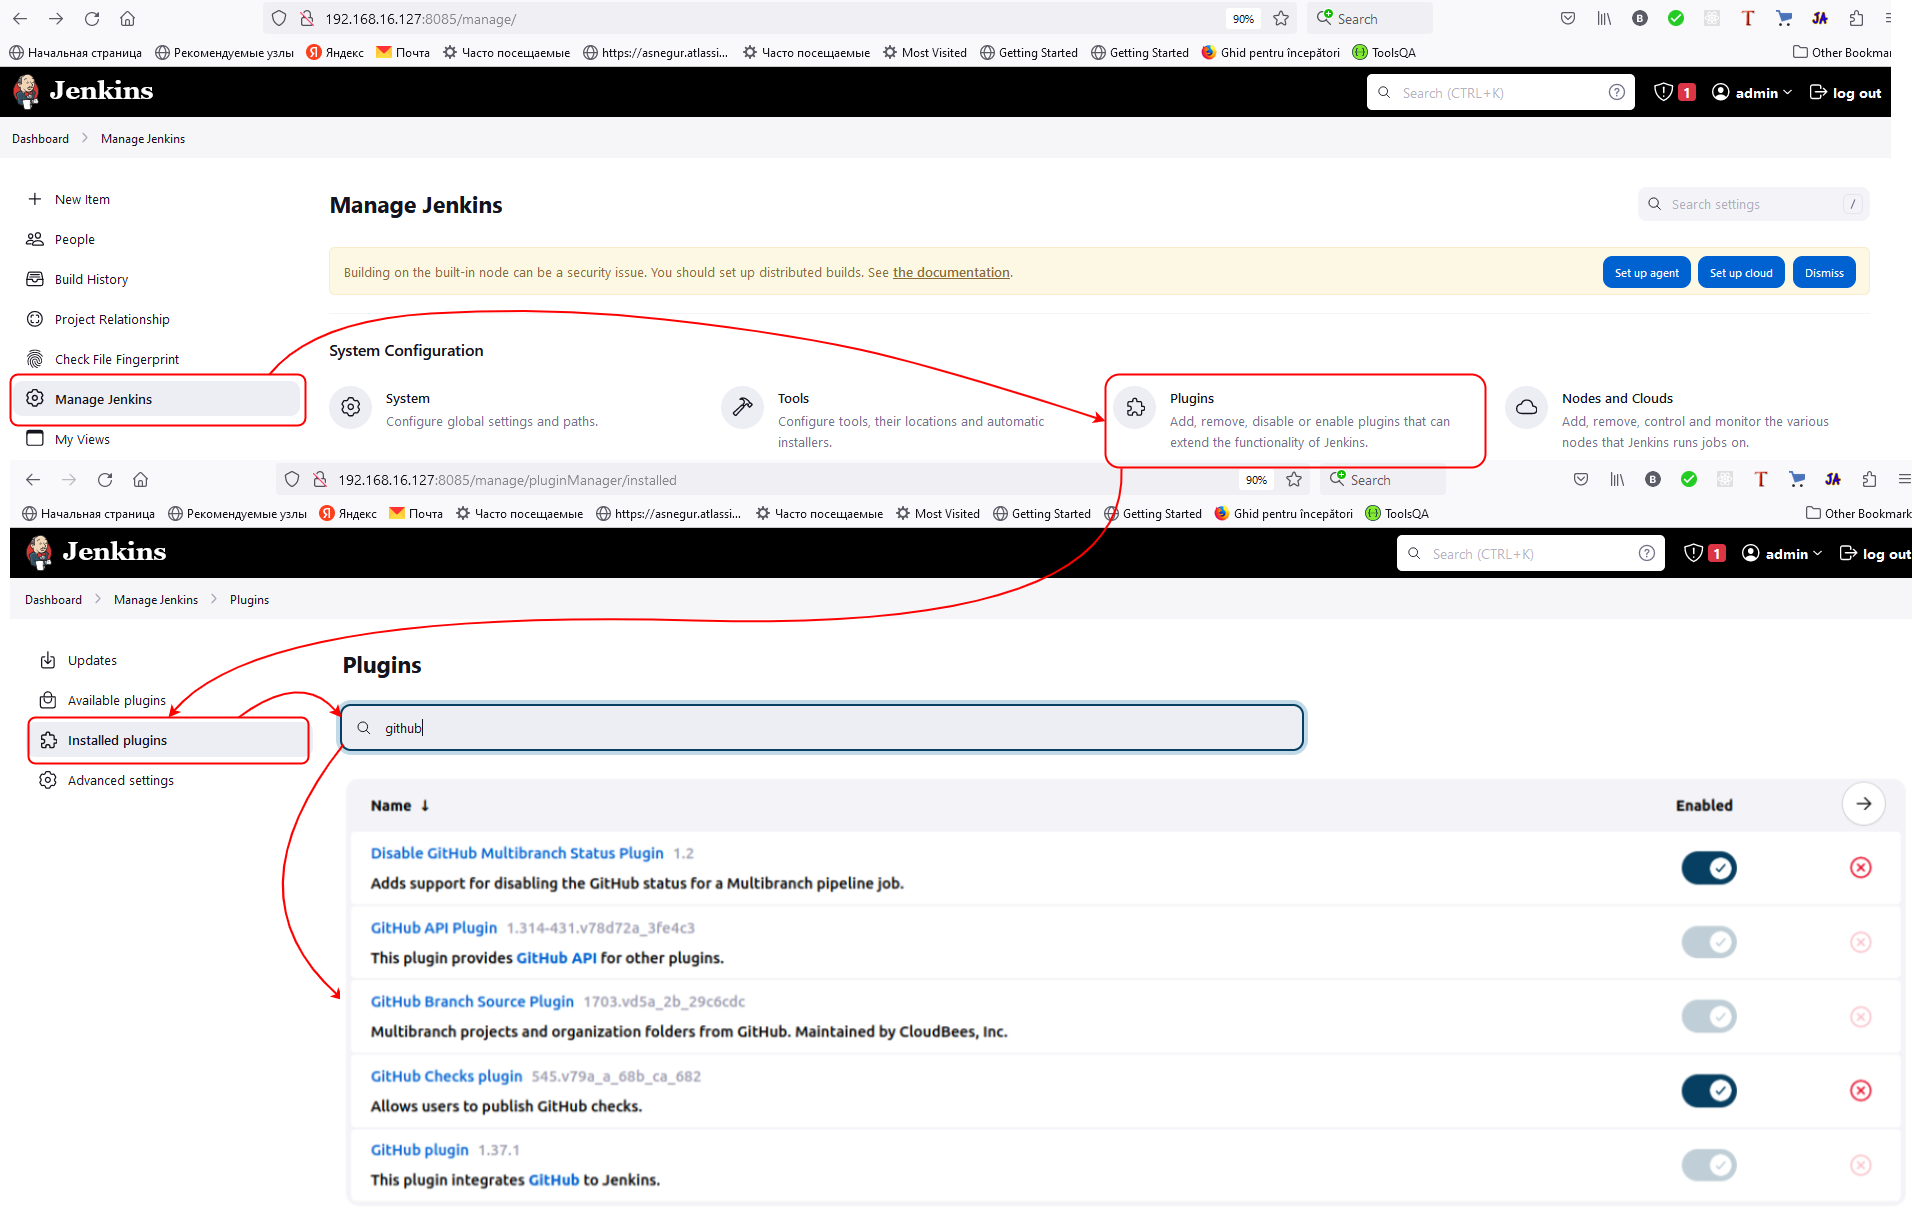 192.168.16.127:8085/manage/
90%
Search
Начальная страница
Рекомендуемые узлы
Яндекс
Почта
Часто посещаемые
https://asnegur.atlassi...
Часто посещаемые
Most Visited
Getting Started
Getting Started
Ghid pentru începători
ToolsQA
Other Bookmar
Jenkins
Search (CTRL+K)
1
admin
log out
Dashboard
Manage Jenkins
New Item
People
Build History
Project Relationship
Check File Fingerprint
Manage Jenkins
My Views
Manage Jenkins
Search settings
/
Building on the built-in node can be a security issue. You should set up distributed builds. See the documentation.
Set up agent
Set up cloud
Dismiss
System Configuration
System
Configure global settings and paths.
Tools
Configure tools, their locations and automatic
installers.
Plugins
Add, remove, disable or enable plugins that can
extend the functionality of Jenkins.
Nodes and Clouds
Add, remove, control and monitor the various
nodes that Jenkins runs jobs on.
192.168.16.127:8085/manage/pluginManager/installed
90%
Search
Начальная страница
Рекомендуемые узлы
Яндекс
Почта
Часто посещаемые
https://asnegur.atlassi...
Часто посещаемые
Most Visited
Getting Started
Getting Started
Ghid pentru începători
ToolsQA
Other Bookmark
Jenkins
Search (CTRL+K)
1
admin
log out
Dashboard
Manage Jenkins
Plugins
Updates
Available plugins
Installed plugins
Advanced settings
Plugins
github
Name ↓
Enabled
Disable GitHub Multibranch Status Plugin 1.2
Adds support for disabling the GitHub status for a Multibranch pipeline job.
GitHub API Plugin 1.314-431.v78d72a_3fe4c3
This plugin provides GitHub API for other plugins.
GitHub Branch Source Plugin 1703.vd5a_2b_29c6cdc
Multibranch projects and organization folders from GitHub. Maintained by CloudBees, Inc.
GitHub Checks plugin 545.v79a_a_68b_ca_682
Allows users to publish GitHub checks.
GitHub plugin 1.37.1
This plugin integrates GitHub to Jenkins.